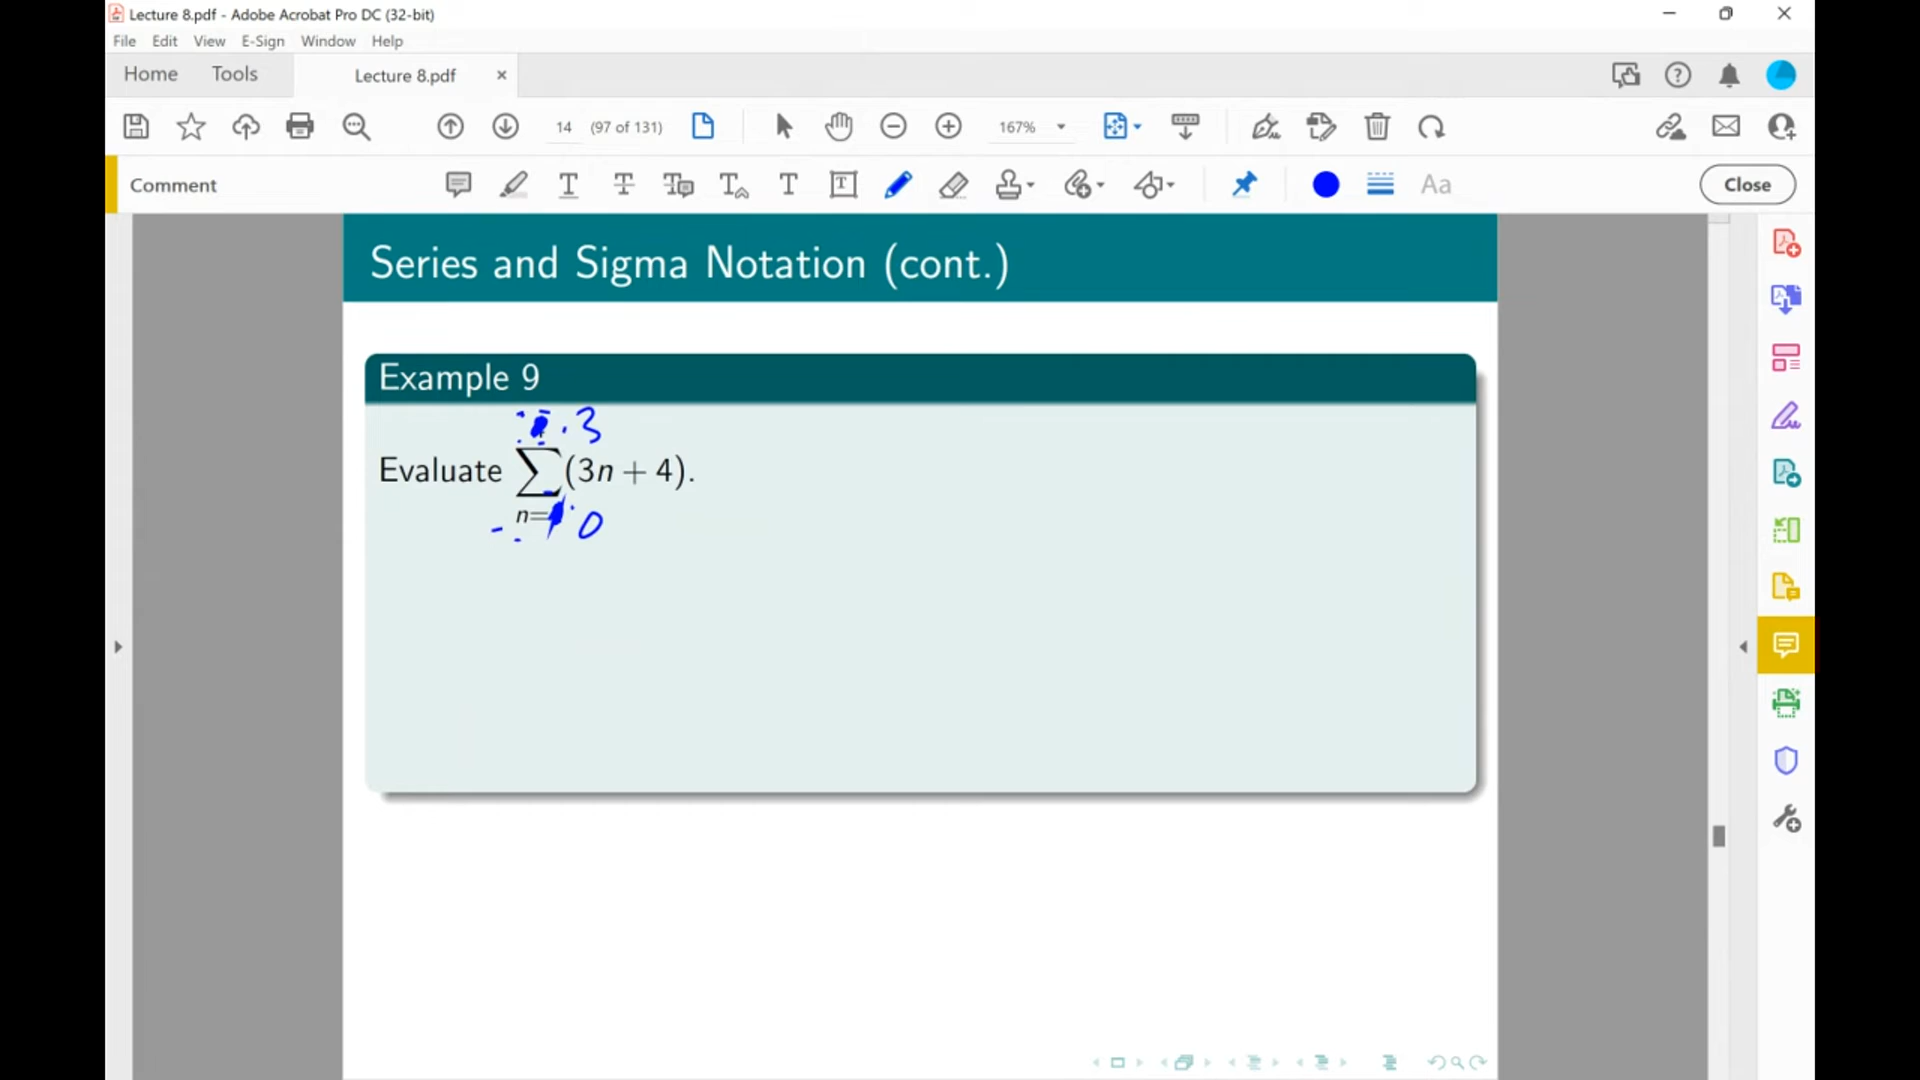 Lecture 8.pdf - Adobe Acrobat Pro DC (32-bit)
File Edit View E-Sign Window Help
Home Tools Lecture 8.pdf
14 (97 of 131) 167%
Comment Close
Series and Sigma Notation (cont.)
Example 9
3
Evaluate ∑(3n + 4).
n= 0